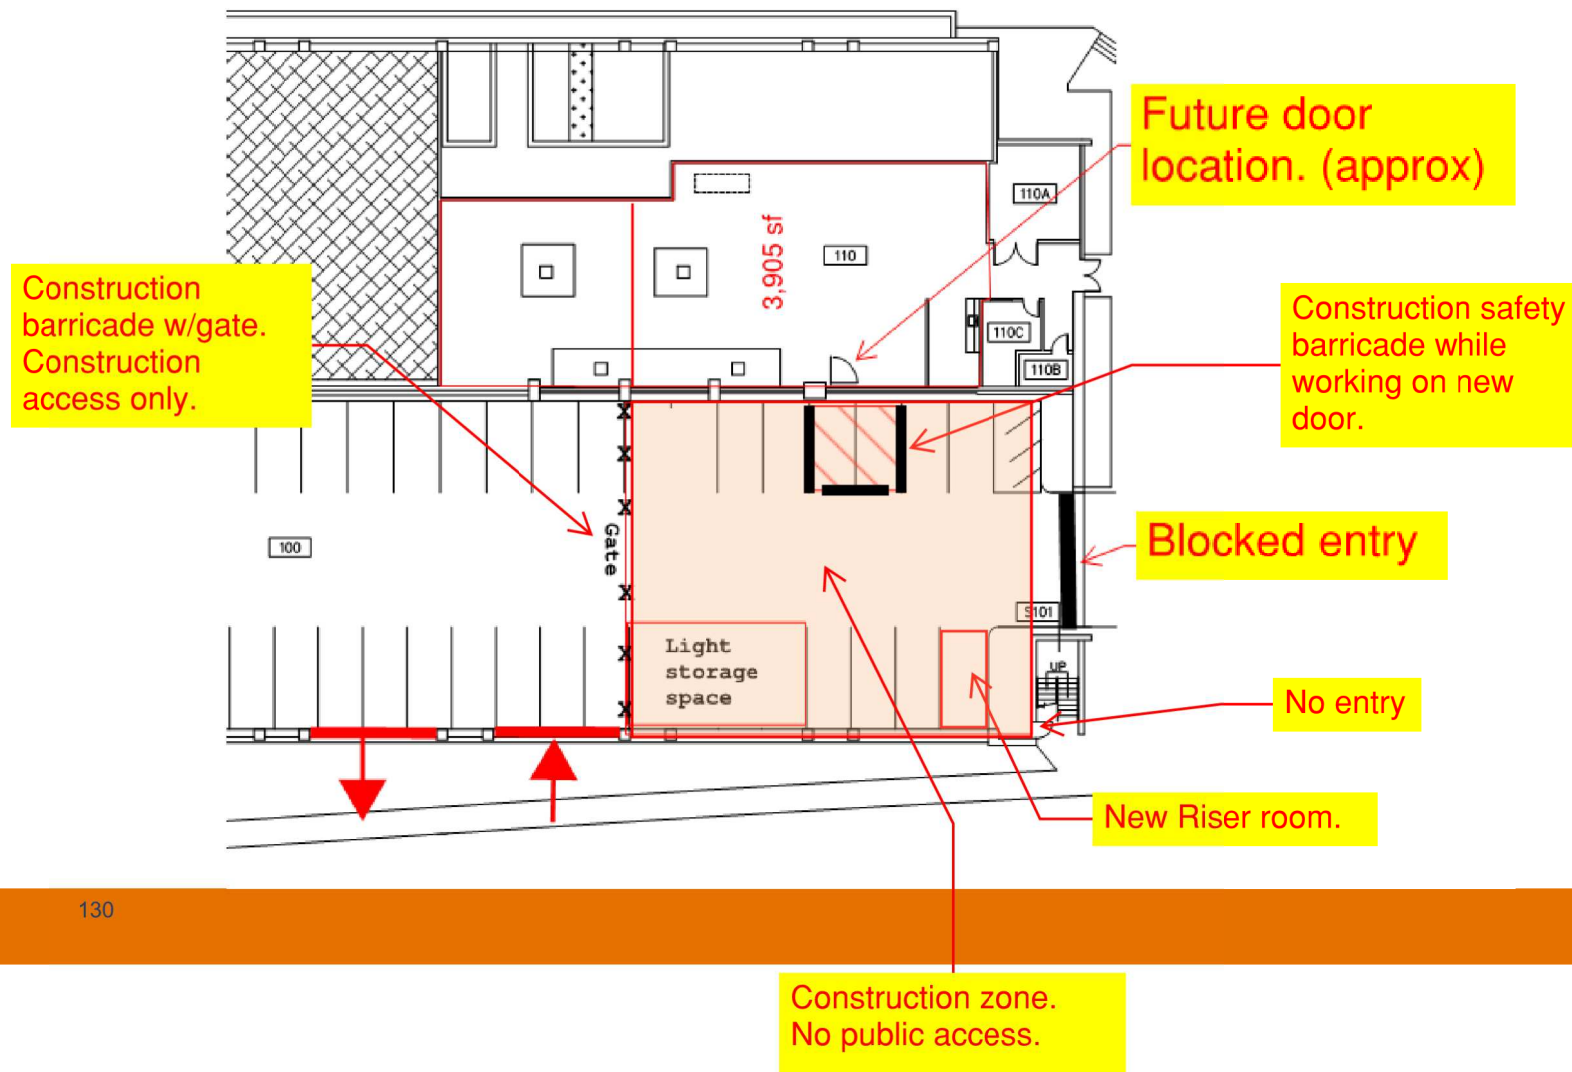 Future door
location. (approx)
110A
3,905 sf
110
Construction
barricade w/gate.
Construction
access only.
Construction safety
barricade while
working on new
door.
110C
110B
Gate
100
Blocked entry
S101
Light
storage
space
UP
No entry
New Riser room.
130
Construction zone.
No public access.